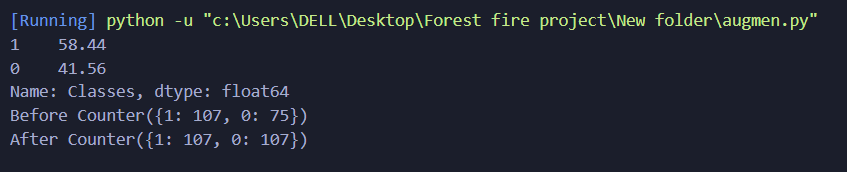 [Running] python -u "c:\Users\DELL\Desktop\Forest fire project\New folder\augmen.py"
1    58.44
0    41.56
Name: Classes, dtype: float64
Before Counter({1: 107, 0: 75})
After Counter({1: 107, 0: 107})